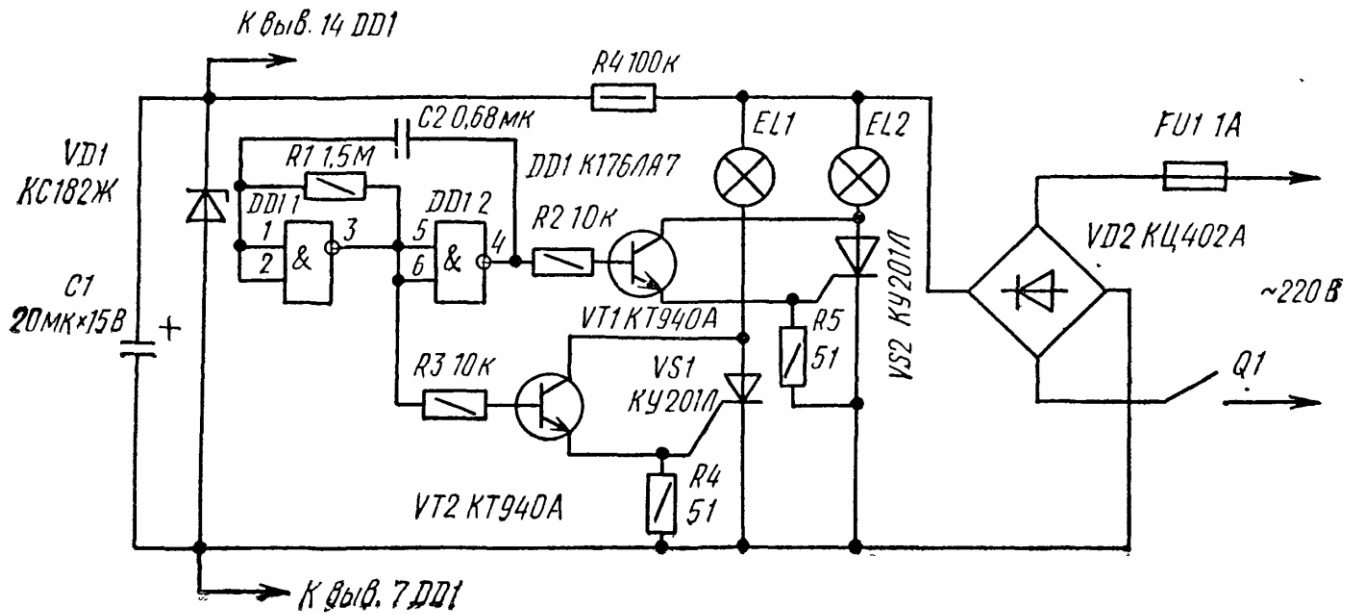 К выв. 14 DD1
R4 100к
EL1
EL2
FU1 1А
C2 0,68мк
VD1
КС182Ж
R1 1,5М
DD1 К176ЛА7
DD1 1
DD1 2
R2 10к
VD2 КЦ402А
1
2
&
3
5
6
&
4
C1
20мк×15В
+
VT1 КТ940А
R5
51
VS2 КУ201Л
~220В
R3 10к
VS1
КУ201Л
Q1
VT2 КТ940А
R4
51
К выв. 7 DD1